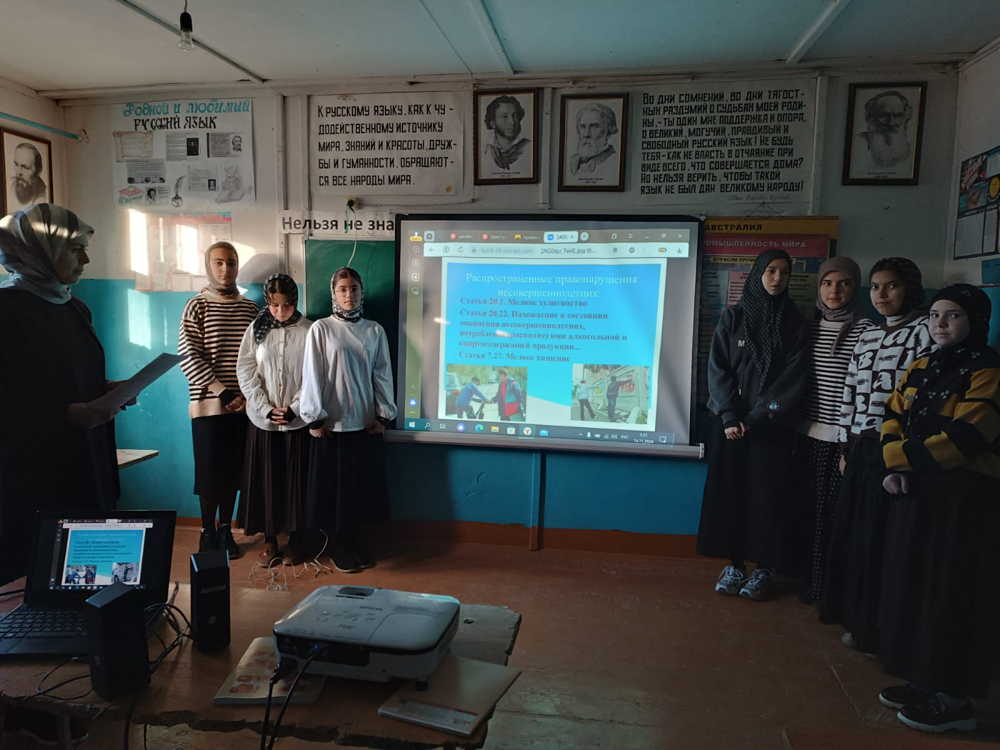 Родной и любимый
РУССКИЙ ЯЗЫК
К РУССКОМУ ЯЗЫКУ, КАК К ЧУ-
ДОДЕЙСТВЕННОМУ ИСТОЧНИКУ
МИРА, ЗНАНИЙ И КРАСОТЫ, ДРУЖ-
БЫ И ГУМАННОСТИ, ОБРАЩАЮТ-
СЯ ВСЕ НАРОДЫ МИРА.
ВО ДНИ СОМНЕНИЙ, ВО ДНИ ТЯГОСТ-
НЫХ РАЗДУМИЙ О СУДЬБАХ МОЕЙ РОДИ-
НЫ,- ТЫ ОДИН МНЕ ПОДДЕРЖКА И ОПОРА,
О ВЕЛИКИЙ, МОГУЧИЙ, ПРАВДИВЫЙ И
СВОБОДНЫЙ РУССКИЙ ЯЗЫК! НЕ БУДЬ
ТЕБЯ-КАК НЕ ВПАСТЬ В ОТЧАЯНИЕ ПРИ
ВИДЕ ВСЕГО, ЧТО СОВЕРШАЕТСЯ ДОМА?
НО НЕЛЬЗЯ ВЕРИТЬ, ЧТОБЫ ТАКОЙ
ЯЗЫК НЕ БЫЛ ДАН ВЕЛИКОМУ НАРОДУ!
Нельзя не зна
АВСТРАЛИЯ
ОМЫШЛЕННОСТЬ МИРА
ОТРАСЛИ ПРОМ
yandex
престу
право
2AG0
sun9-24.userapi.com 2AG0qu_TwIE.jpg (6...
Распространенные правонарушения
несовершеннолетних:
Статья 20.1. Мелкое хулиганство
Статья 20.22. Нахождение в состоянии
опьянения несовершеннолетних,
потребление (распитие) ими алкогольной и
спиртосодержащей продукции...
Статья 7.27. Мелкое хищение
РУС
7:37
14.11.2024
EPSON